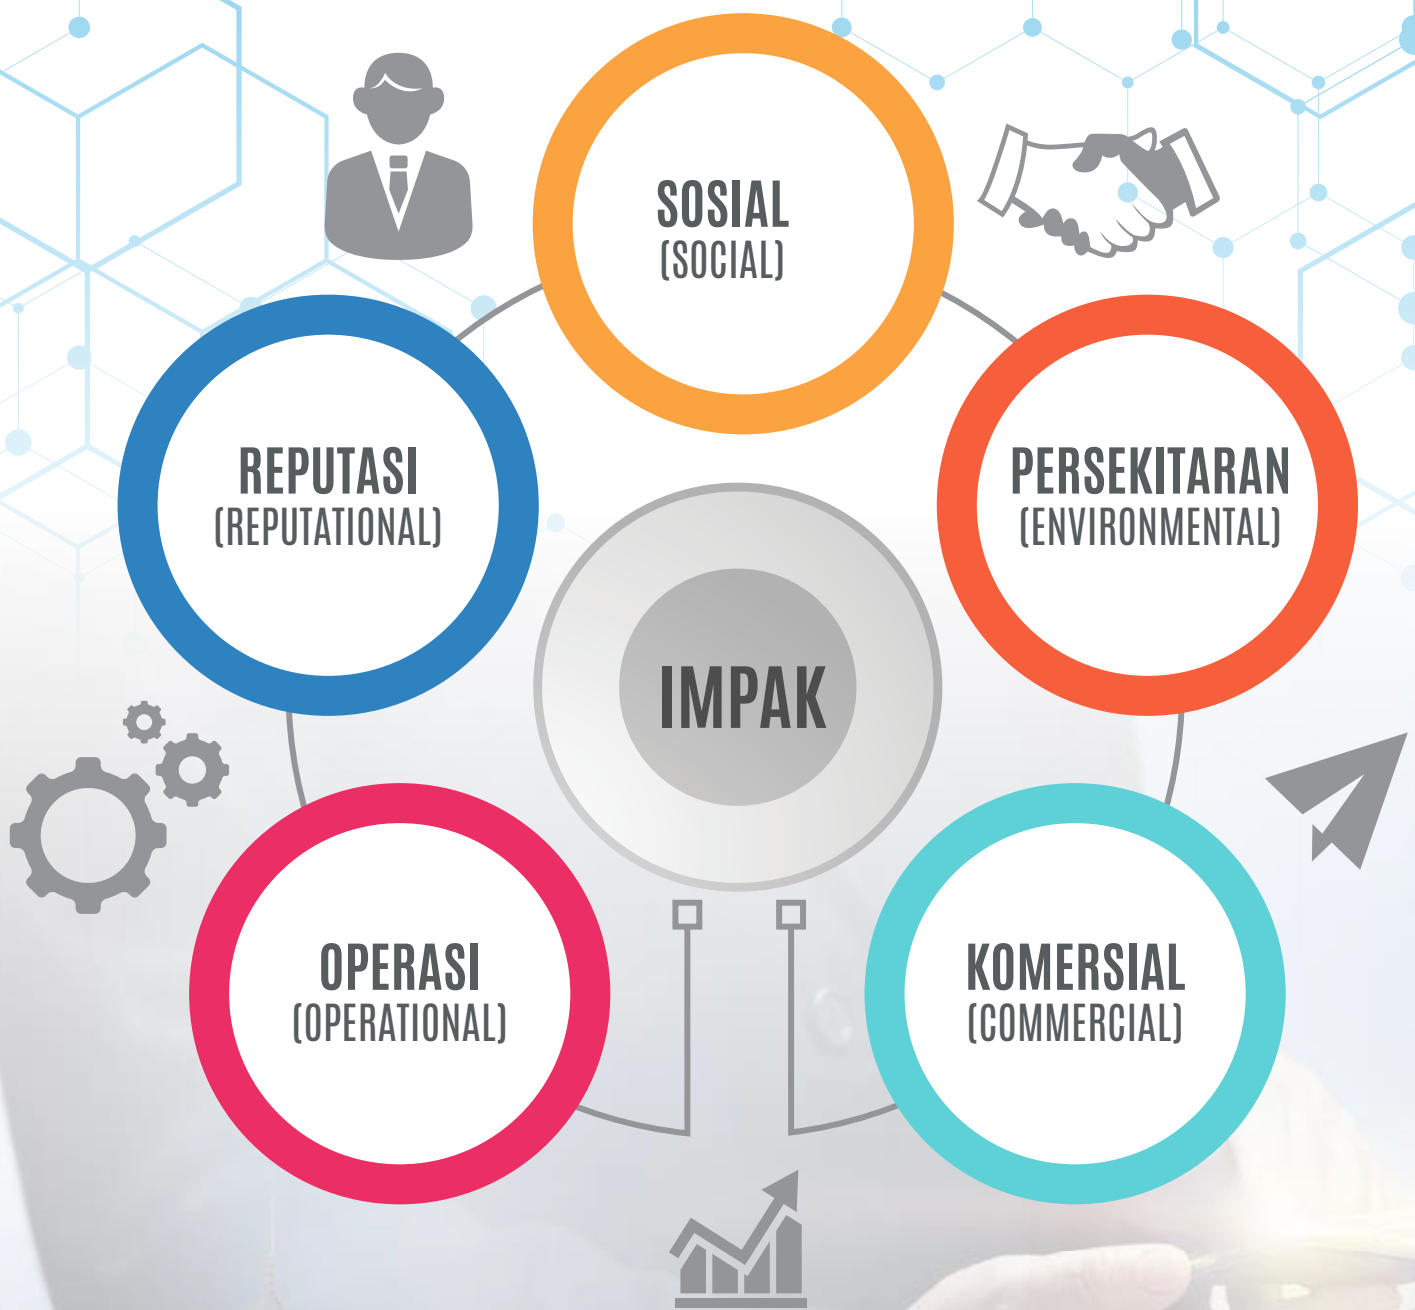 SOSIAL
(SOCIAL)
REPUTASI
(REPUTATIONAL)
PERSEKITARAN
(ENVIRONMENTAL)
IMPAK
OPERASI
(OPERATIONAL)
KOMERSIAL
(COMMERCIAL)